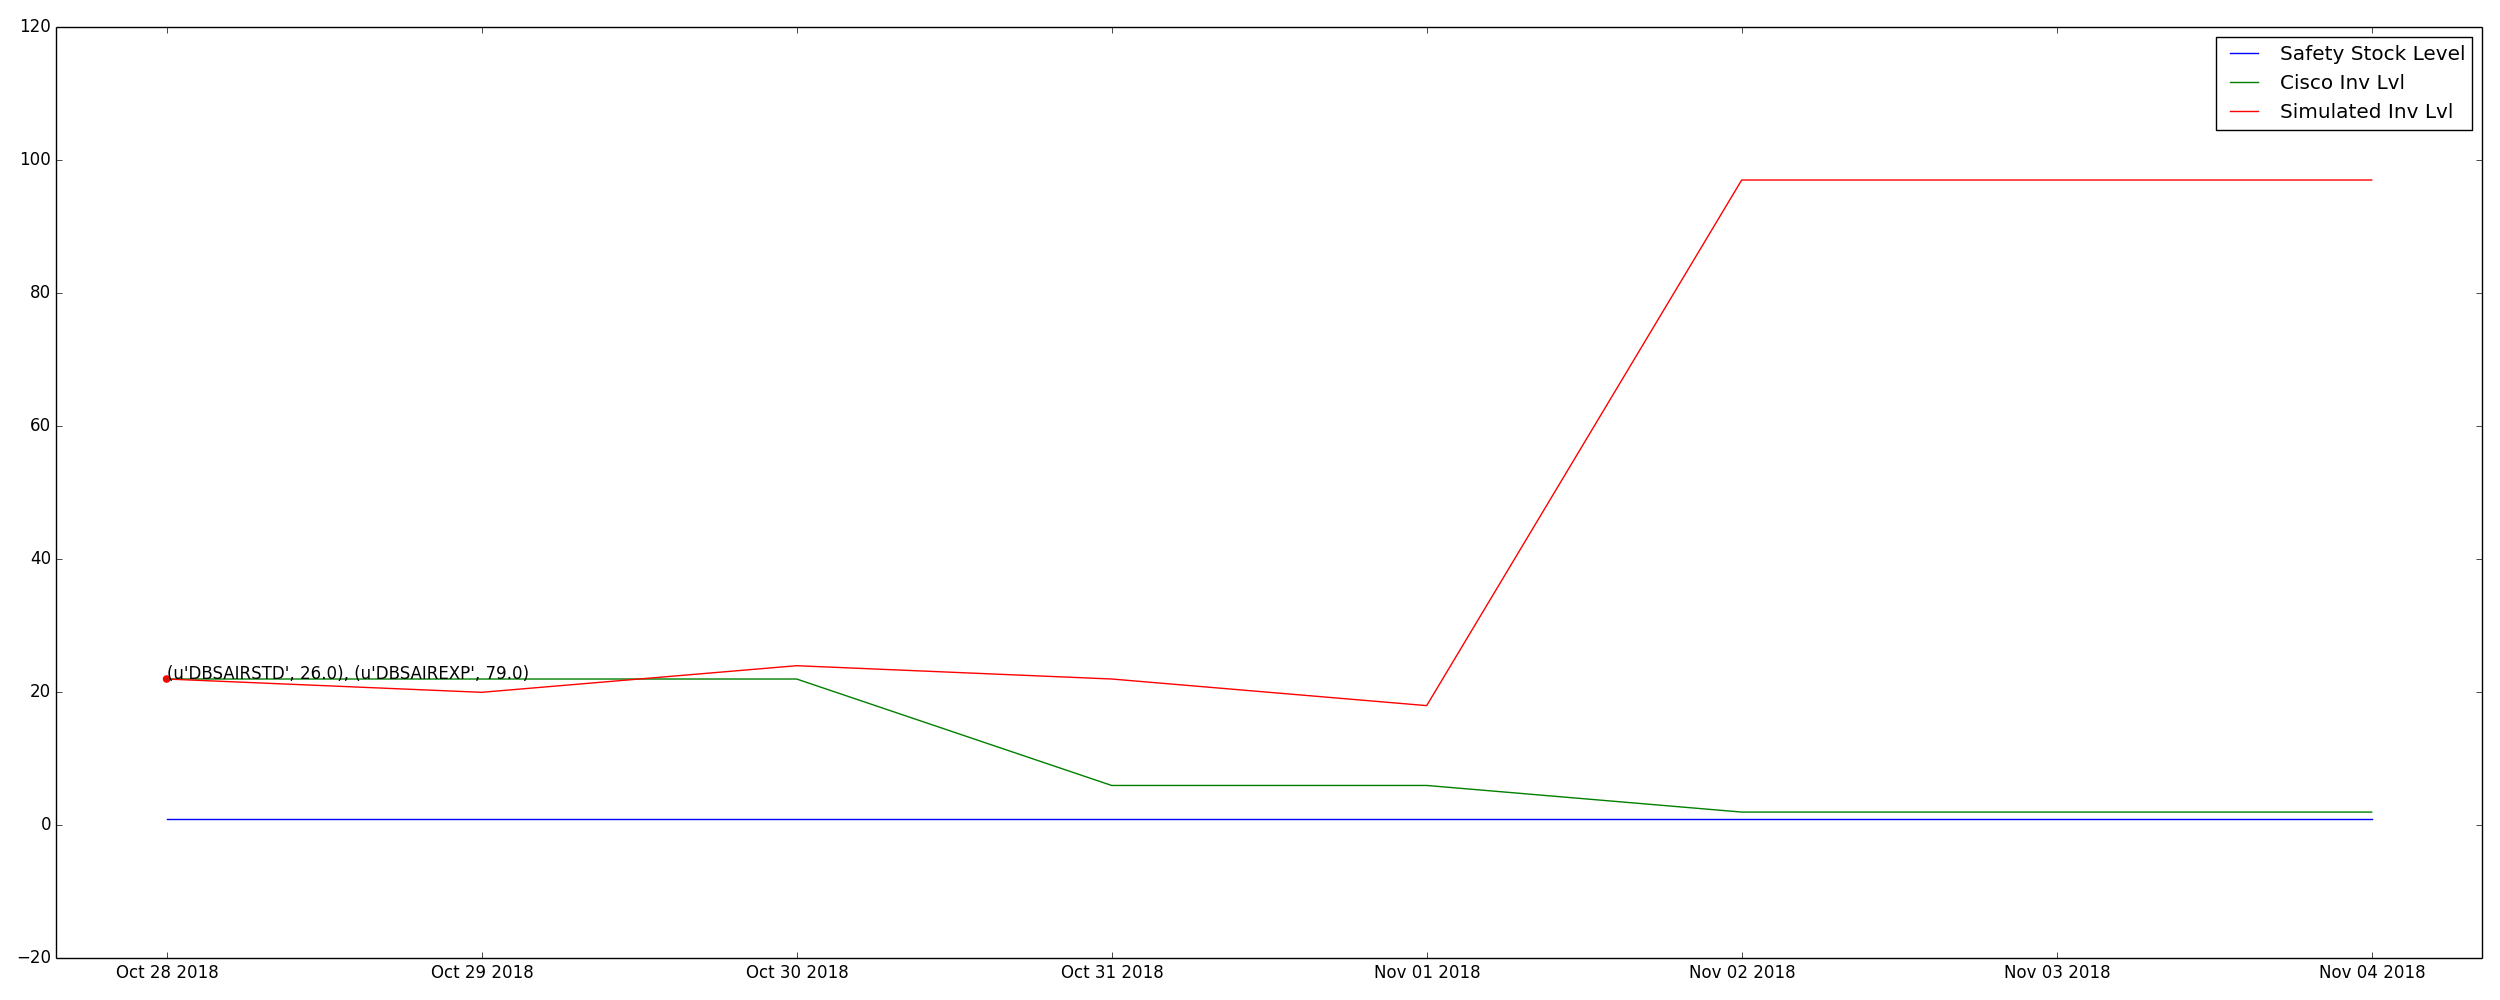 120
100
80
60
40
20
0
−20
Safety Stock Level
Cisco Inv Lvl
Simulated Inv Lvl
(u'DBSAIRSTD', 26.0), (u'DBSAIREXP', 79.0)
Oct 28 2018 Oct 29 2018 Oct 30 2018 Oct 31 2018 Nov 01 2018 Nov 02 2018 Nov 03 2018 Nov 04 2018